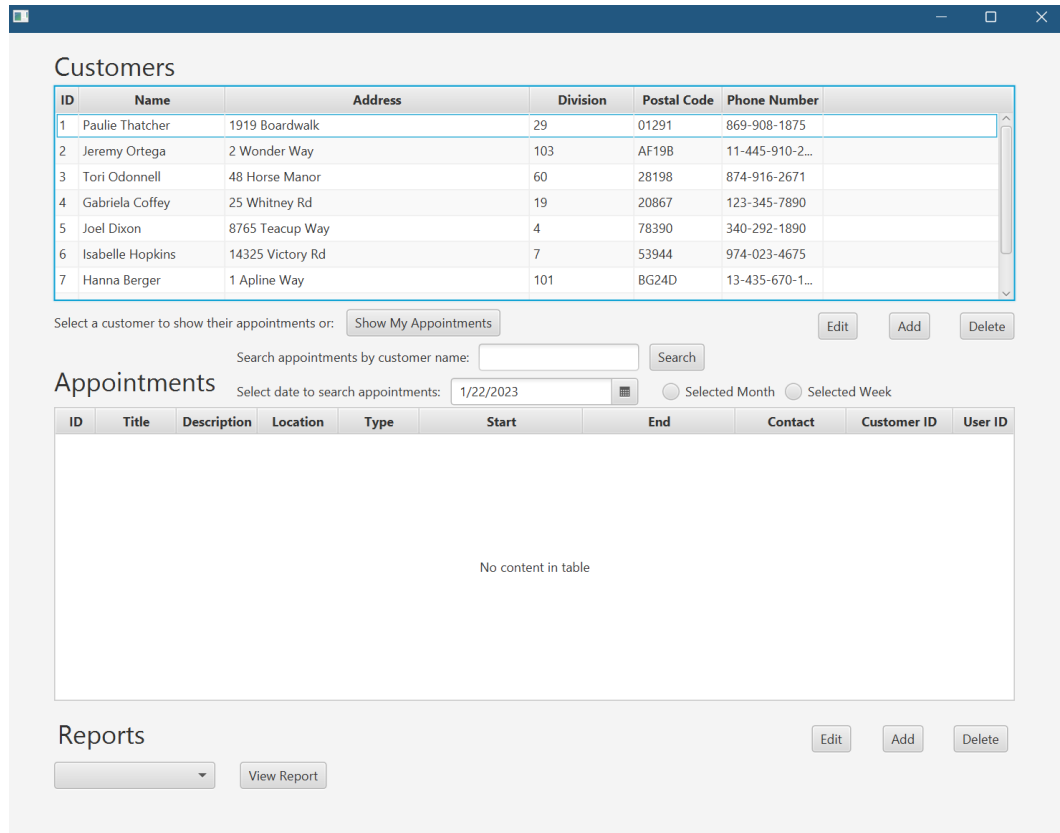 Customers
ID Name Address Division Postal Code Phone Number
1 Paulie Thatcher 1919 Boardwalk 29 01291 869-908-1875
2 Jeremy Ortega 2 Wonder Way 103 AF19B 11-445-910-2...
3 Tori Odonnell 48 Horse Manor 60 28198 874-916-2671
4 Gabriela Coffey 25 Whitney Rd 19 20867 123-345-7890
5 Joel Dixon 8765 Teacup Way 4 78390 340-292-1890
6 Isabelle Hopkins 14325 Victory Rd 7 53944 974-023-4675
7 Hanna Berger 1 Apline Way 101 BG24D 13-435-670-1...
Select a customer to show their appointments or: Show My Appointments Edit Add Delete
Search appointments by customer name: Search
Appointments Select date to search appointments: 1/22/2023 Selected Month Selected Week
ID Title Description Location Type Start End Contact Customer ID User ID
No content in table
Reports Edit Add Delete
View Report